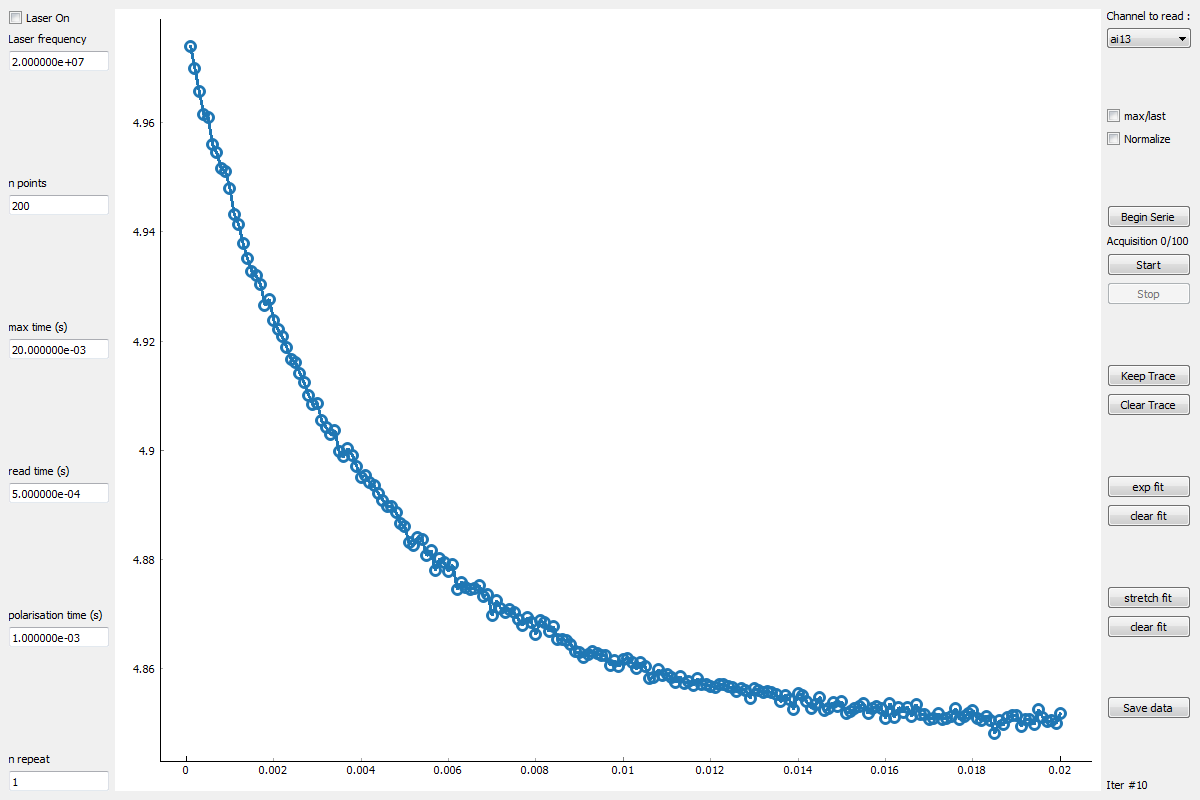 Laser On
Laser frequency
2.000000e+07
n points
200
max time (s)
20.000000e-03
read time (s)
5.000000e-04
polarisation time (s)
1.000000e-03
n repeat
1
4.96
4.94
4.92
4.9
4.88
4.86
0 0.002 0.004 0.006 0.008 0.01 0.012 0.014 0.016 0.018 0.02
Channel to read :
ai13
max/last
Normalize
Begin Serie
Acquisition 0/100
Start
Stop
Keep Trace
Clear Trace
exp fit
clear fit
stretch fit
clear fit
Save data
Iter #10